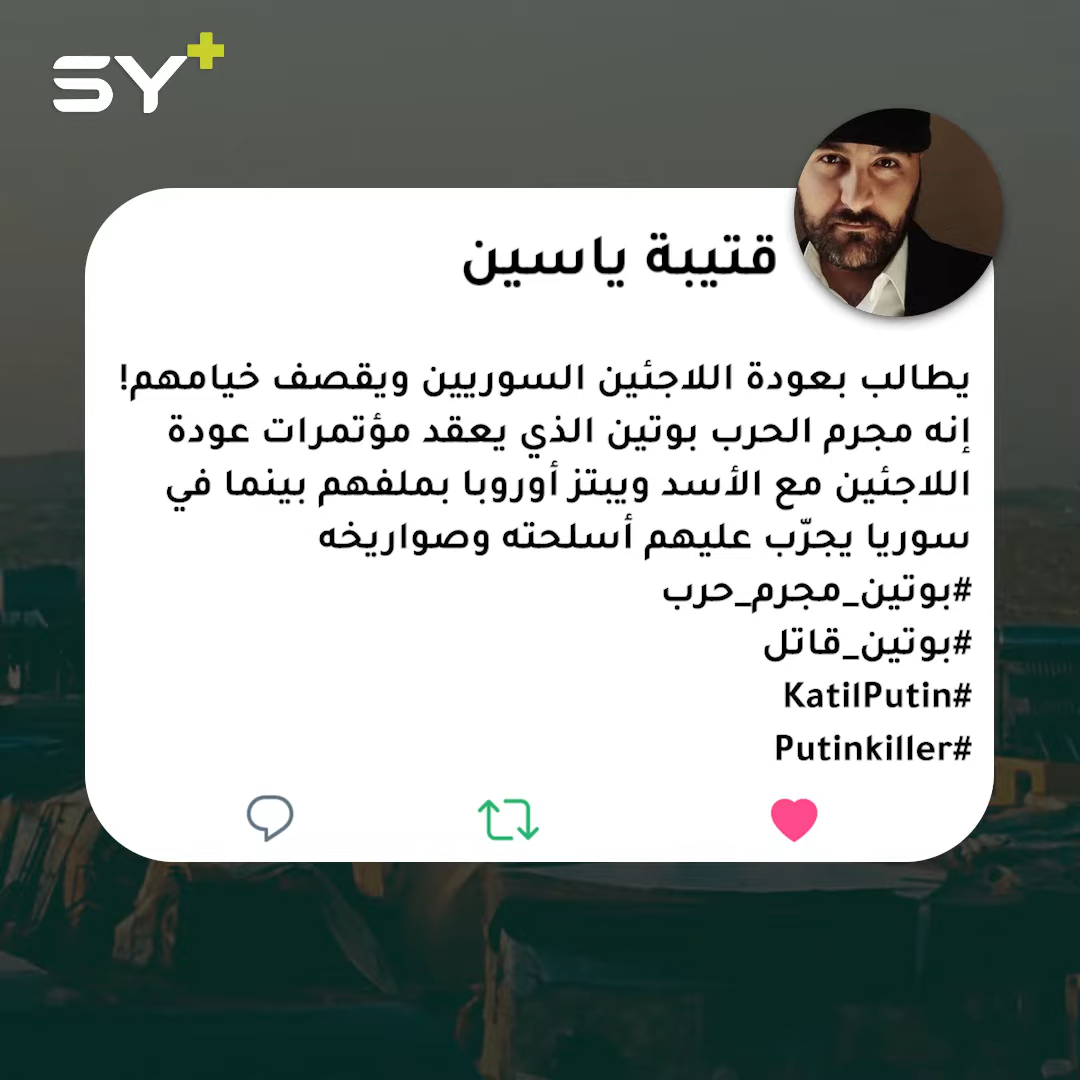 SY+
قتيبة ياسين
يطالب بعودة اللاجئين السوريين ويقصف خيامهم!
إنه مجرم الحرب بوتين الذي يعقد مؤتمرات عودة
اللاجئين مع الأسد ويبتز أوروبا بملفهم بينما في
سوريا يجرّب عليهم أسلحته وصواريخه
#بوتين_مجرم_حرب
#بوتين_قاتل
#KatilPutin
#Putinkiller